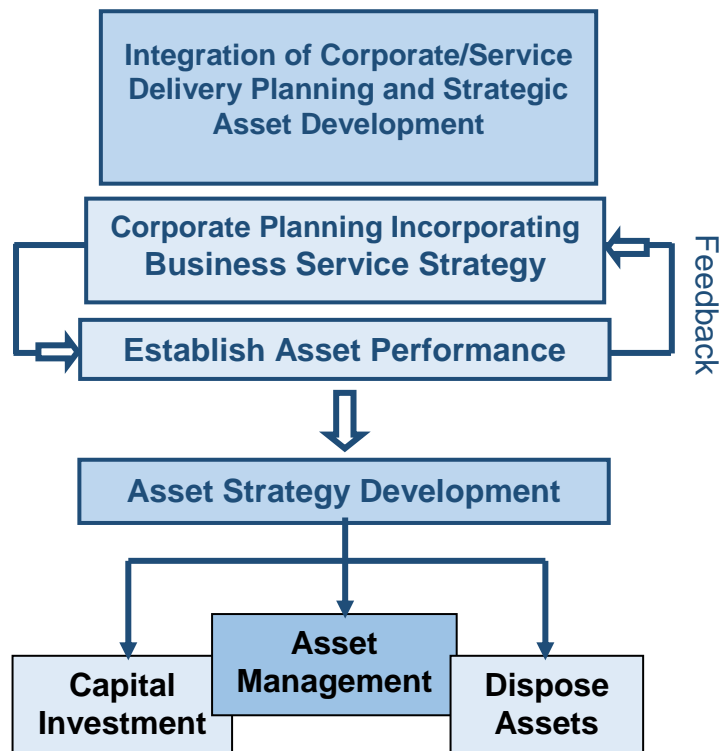 Integration of Corporate/Service
Delivery Planning and Strategic
Asset Development
Corporate Planning Incorporating
Business Service Strategy
Feedback
Establish Asset Performance
Asset Strategy Development
Asset
Management
Capital
Investment
Dispose
Assets